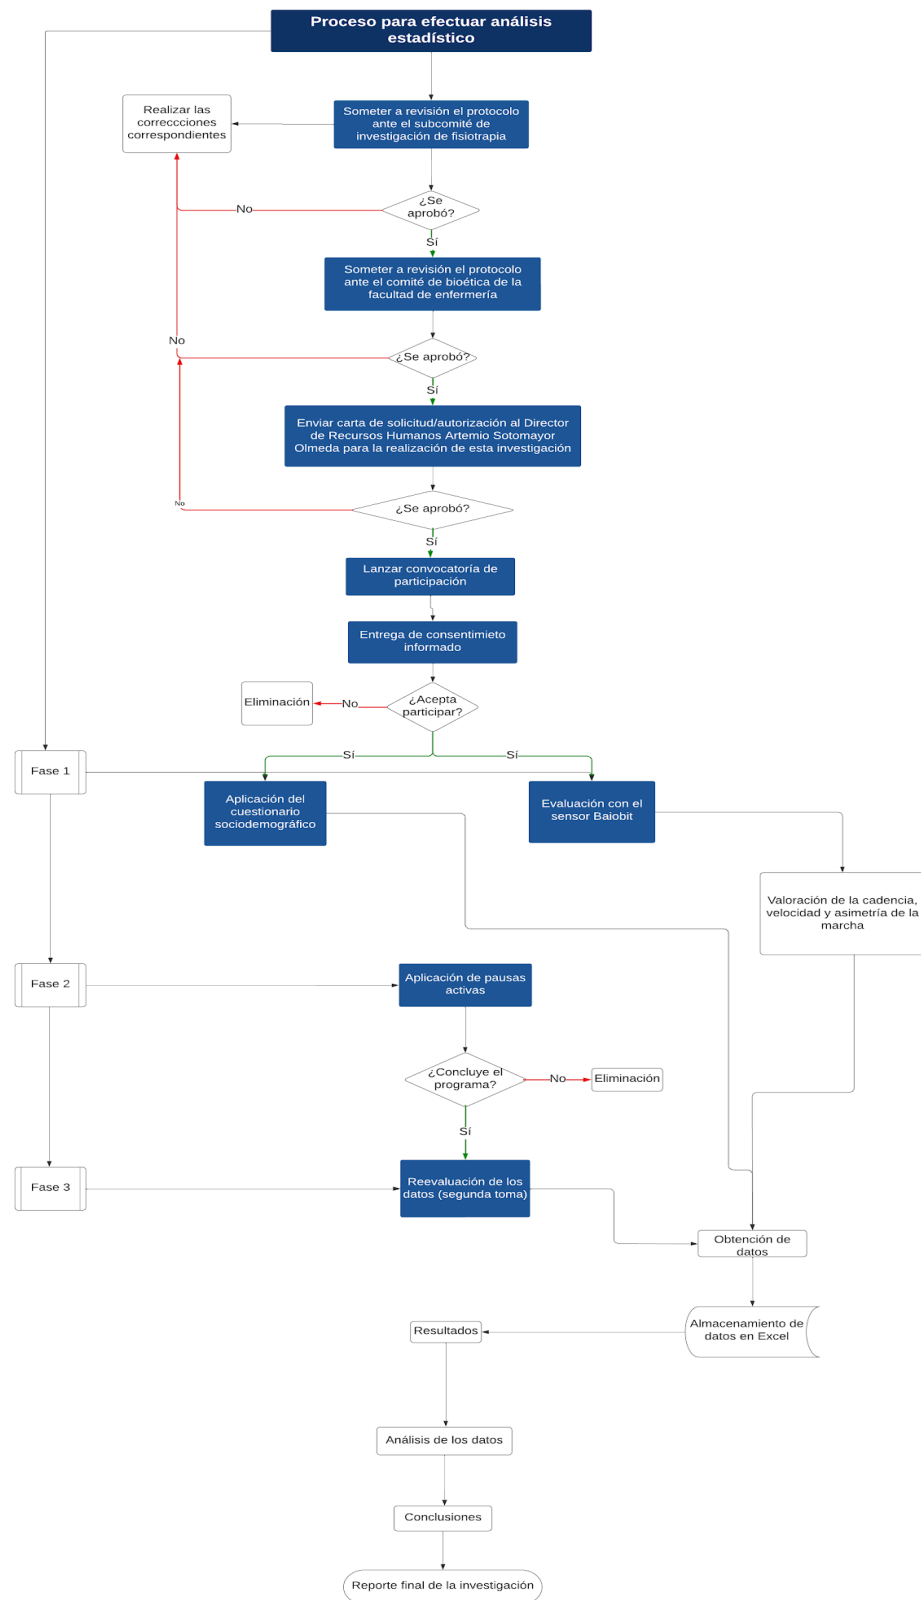 Proceso para efectuar análisis
estadístico
Realizar las
correccciones
correspondientes
Someter a revisión el protocolo
ante el subcomité de
investigación de fisiotrapia
¿Se
aprobó?
No
Sí
Someter a revisión el protocolo
ante el comité de bioética de la
facultad de enfermería
No
¿Se aprobó?
Sí
Enviar carta de solicitud/autorización al Director
de Recursos Humanos Artemio Sotomayor
Olmeda para la realización de esta investigación
No
¿Se aprobó?
Sí
Lanzar convocatoría de
participación
Entrega de consentimieto
informado
Eliminación
No
¿Acepta
participar?
Sí
Sí
Fase 1
Aplicación del
cuestionario
sociodemográfico
Evaluación con el
sensor Baiobit
Valoración de la cadencia,
velocidad y asimetría de la
marcha
Fase 2
Aplicación de pausas
activas
¿Concluye el
programa?
No
Eliminación
Sí
Fase 3
Reevaluación de los
datos (segunda toma)
Obtención de
datos
Almacenamiento de
datos en Excel
Resultados
Análisis de los datos
Conclusiones
Reporte final de la investigación